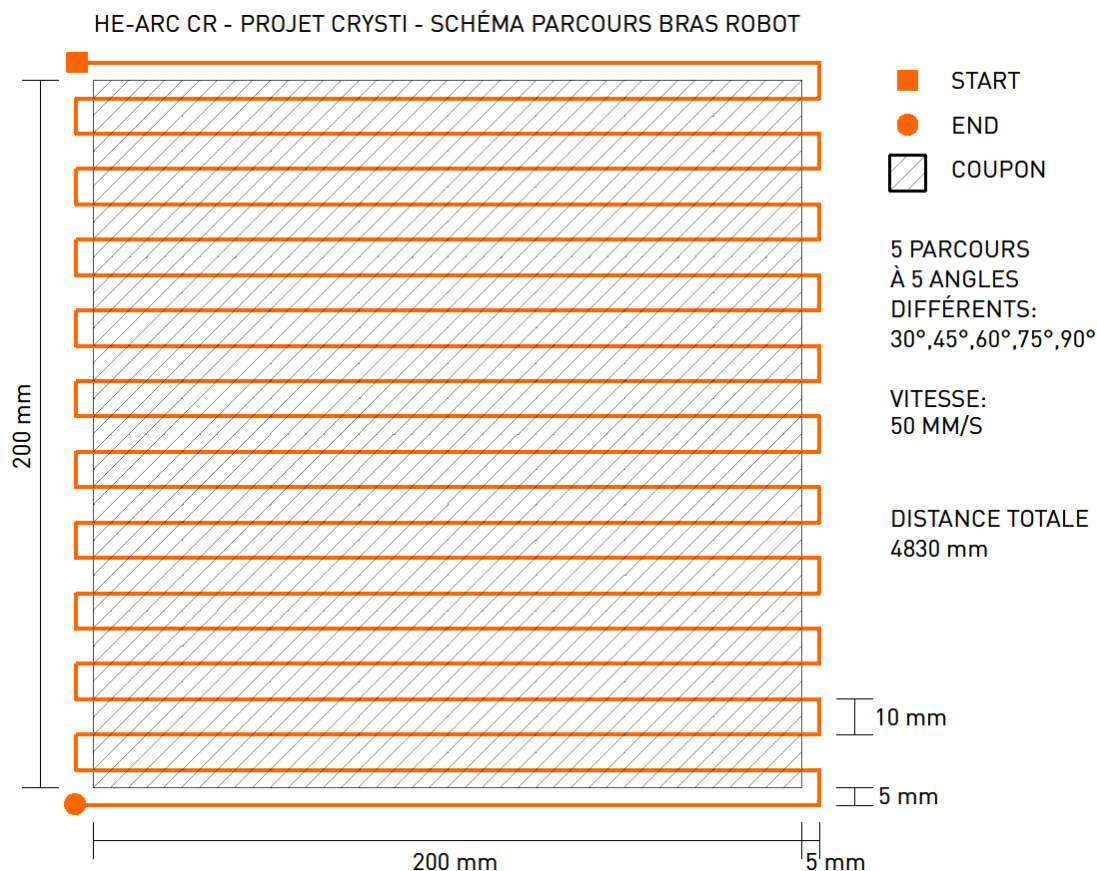 HE-ARC CR - PROJET CRYSTI - SCHÉMA PARCOURS BRAS ROBOT
START
END
COUPON
5 PARCOURS
À 5 ANGLES
DIFFÉRENTS:
30°,45°,60°,75°,90°
VITESSE:
50 MM/S
DISTANCE TOTALE
4830 mm
200 mm
10 mm
5 mm
200 mm
5 mm